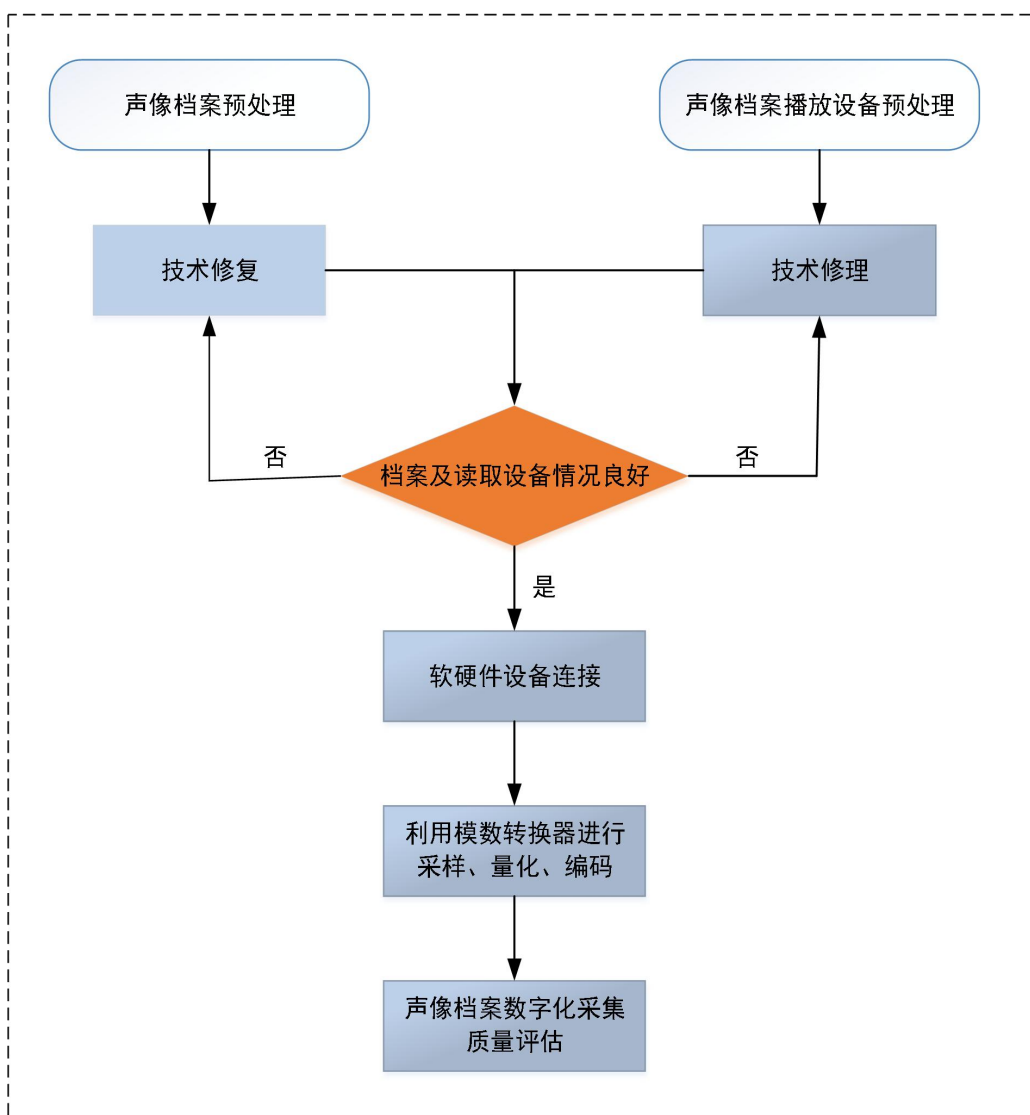 声像档案预处理
声像档案播放设备预处理
技术修复
技术修理
否
档案及读取设备情况良好
否
是
软硬件设备连接
利用模数转换器进行
采样、量化、编码
声像档案数字化采集
质量评估